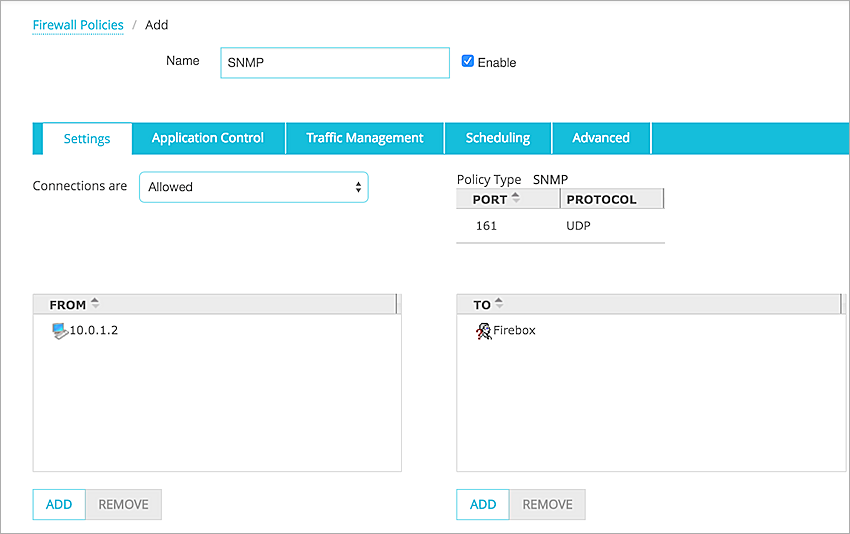 Firewall Policies / Add
Name SNMP Enable
Settings Application Control Traffic Management Scheduling Advanced
Connections are Allowed
Policy Type SNMP
PORT PROTOCOL
161 UDP
FROM
10.0.1.2
TO
Firebox
ADD REMOVE
ADD REMOVE